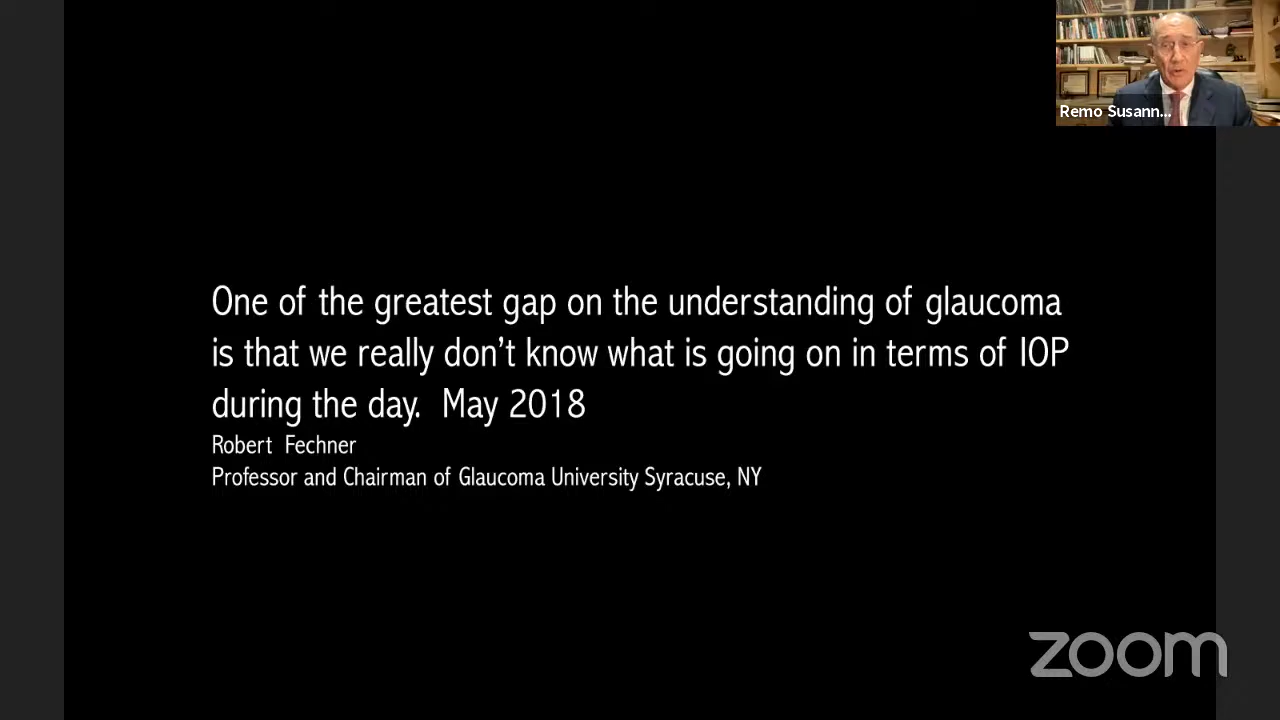 Remo Susann...
One of the greatest gap on the understanding of glaucoma
is that we really don't know what is going on in terms of IOP
during the day. May 2018
Robert Fechner
Professor and Chairman of Glaucoma University Syracuse, NY
zoom